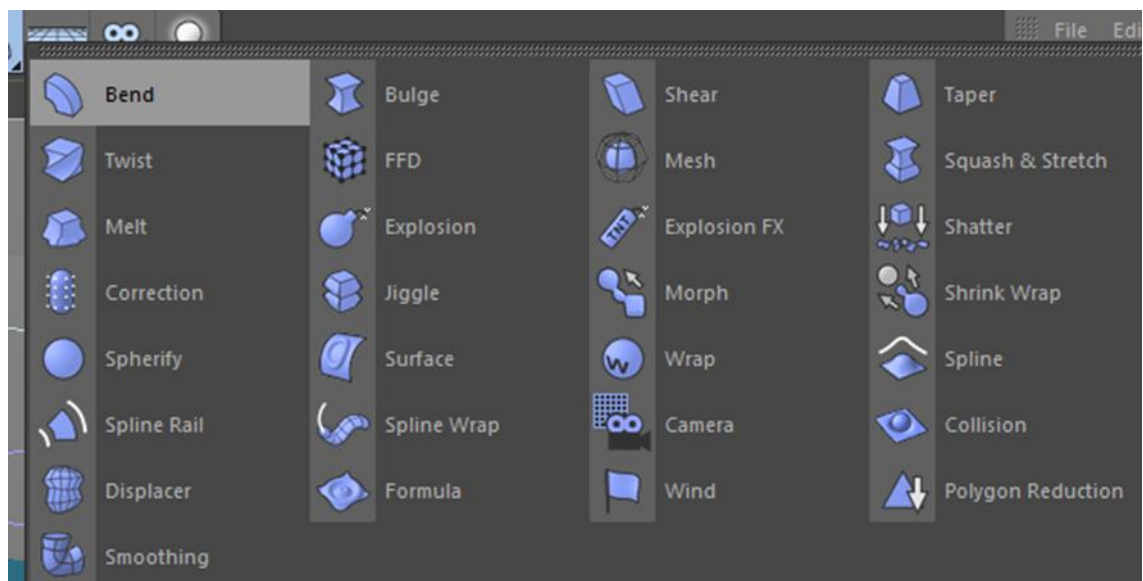 File Edi
Bend Bulge Shear Taper
Twist FFD Mesh Squash & Stretch
Melt Explosion TNT Explosion FX Shatter
Correction Jiggle Morph Shrink Wrap
Spherify Surface W Wrap Spline
Spline Rail Spline Wrap Camera Collision
Displacer Formula Wind Polygon Reduction
Smoothing